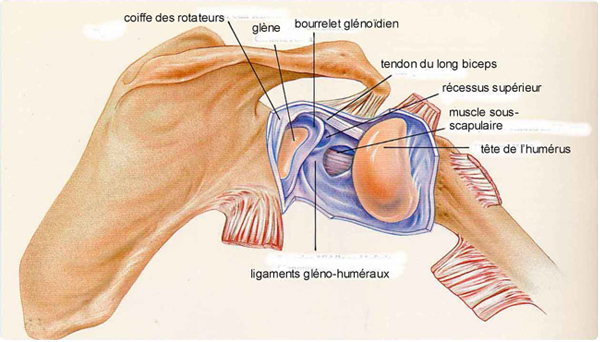 coiffe des rotateurs
glène
bourrelet glénoïdien
tendon du long biceps
récessus supérieur
muscle sous-
scapulaire
tête de l'humérus
ligaments gléno-huméraux